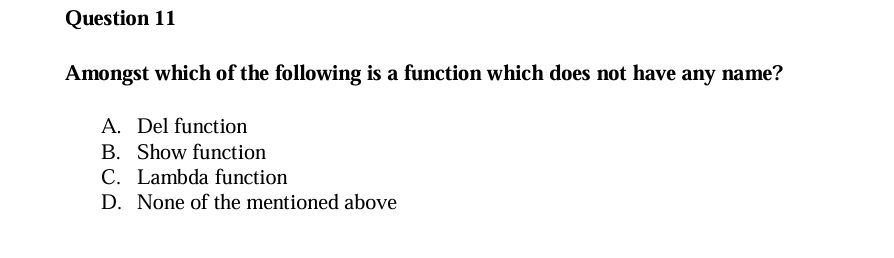 Question 11
Amongst which of the following is a function which does not have any name?
A. Del function
B. Show function
C. Lambda function
D. None of the mentioned above